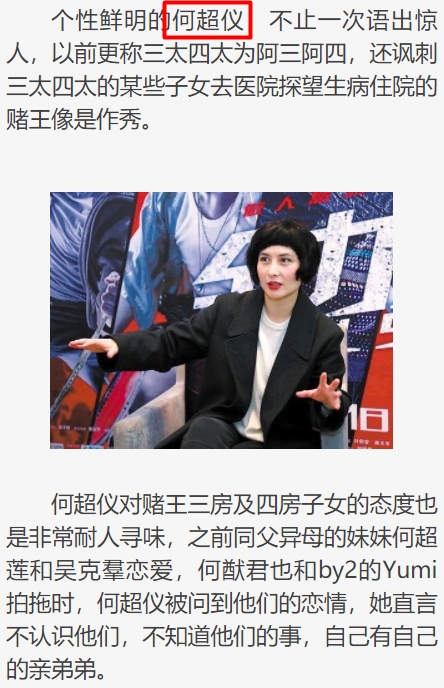 个性鲜明的何超仪 不止一次语出惊
人，以前更称三太四太为阿三阿四，还讽刺
三太四太的某些子女去医院探望生病住院的
赌王像是作秀。
1日
何超仪对赌王三房及四房子女的态度也
是非常耐人寻味，之前同父异母的妹妹何超
莲和吴克羣恋爱，何猷君也和by2的Yumi
拍拖时，何超仪被问到他们的恋情，她直言
不认识他们，不知道他们的事，自己有自己
的亲弟弟。